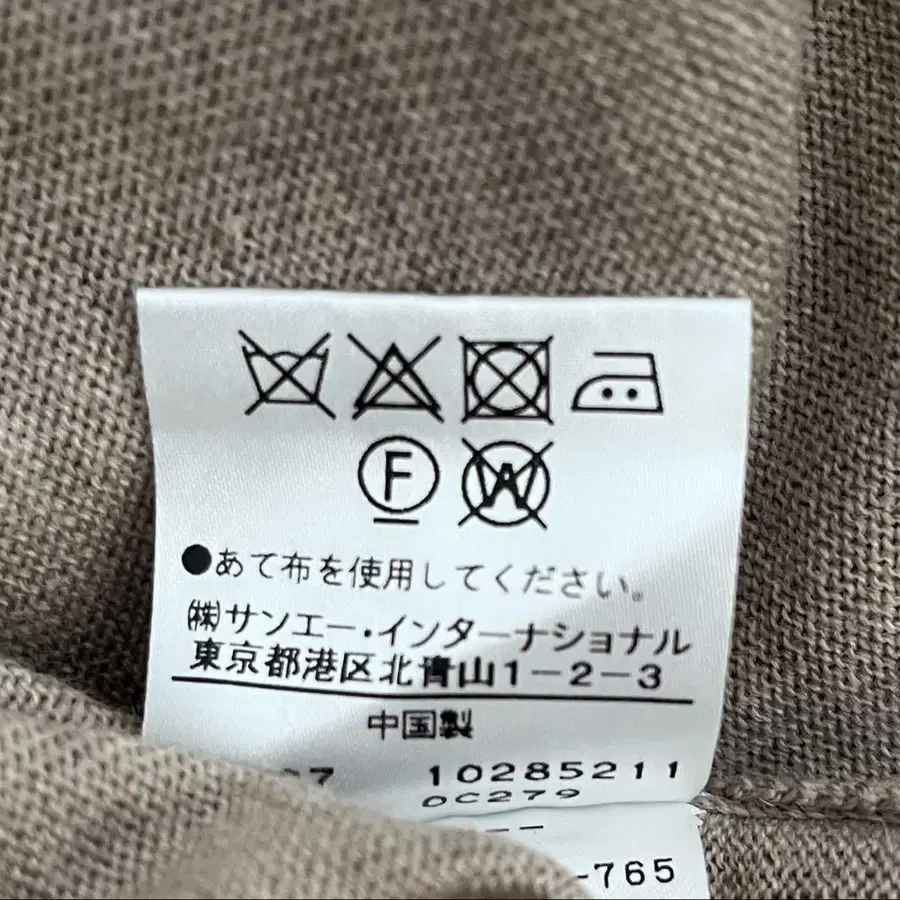 F
W
●あて布を使用してください。
㈱サンエー・インターナショナル
東京都港区北青山1-2-3
中国製
7 10285211
0C279
--
-765